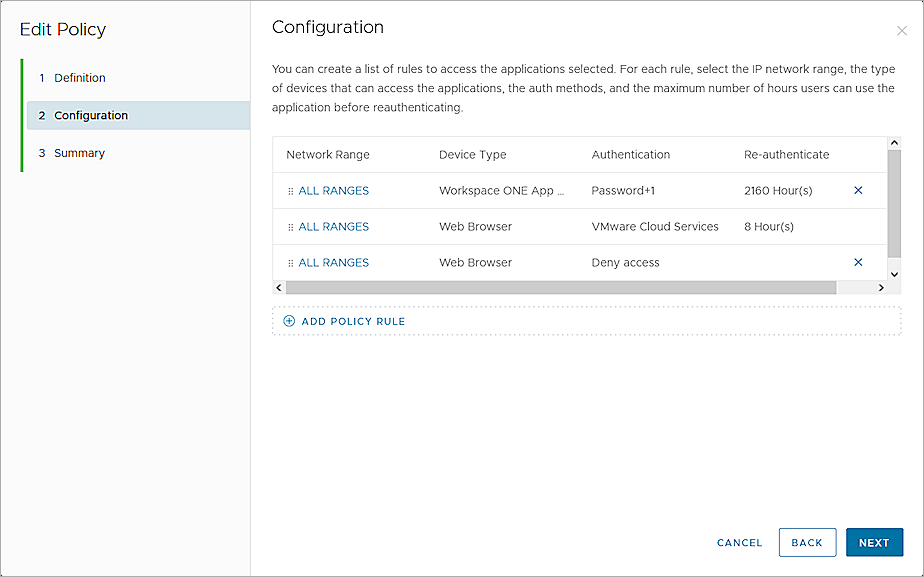 Edit Policy
1 Definition
2 Configuration
3 Summary
Configuration
You can create a list of rules to access the applications selected. For each rule, select the IP network range, the type
of devices that can access the applications, the auth methods, and the maximum number of hours users can use the
application before reauthenticating.
Network Range Device Type Authentication Re-authenticate
ALL RANGES Workspace ONE App ... Password+1 2160 Hour(s)
ALL RANGES Web Browser VMware Cloud Services 8 Hour(s)
ALL RANGES Web Browser Deny access
ADD POLICY RULE
CANCEL BACK NEXT